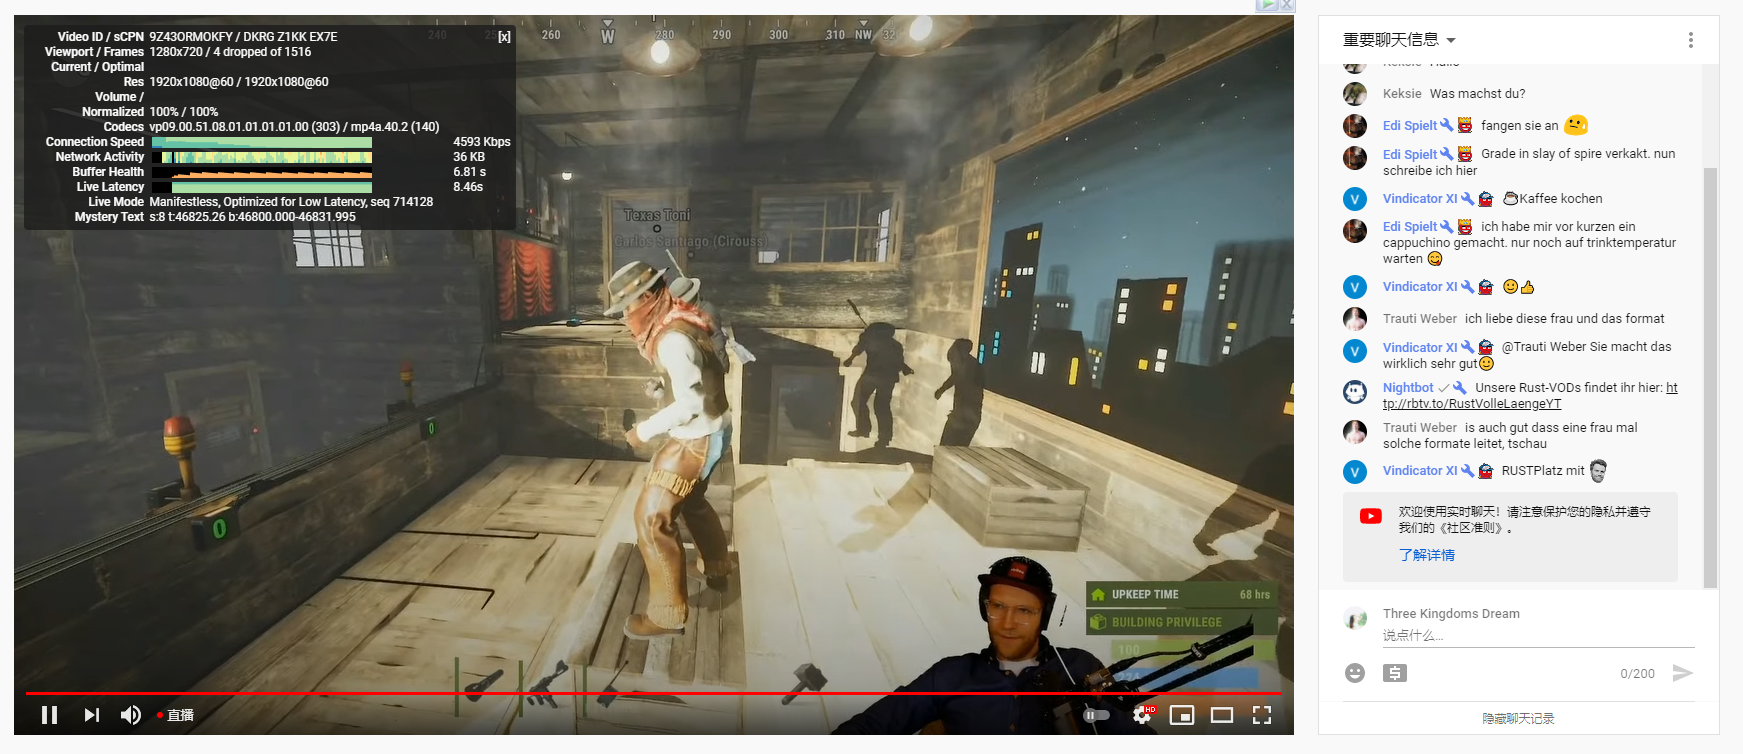 240
260
W
280
290
300
310
NW
Video ID / sCPN 9Z43ORMOKFY / DKRG Z1KK EX7E
[x]
Viewport / Frames 1280x720 / 4 dropped of 1516
Current / Optimal
Res 1920x1080@60 / 1920x1080@60
Volume /
Normalized 100% / 100%
Codecs vp09.00.51.08.01.01.01.01.00 (303) / mp4a.40.2 (140)
Connection Speed 4593 Kbps
Network Activity 36 KB
Buffer Health 6.81 s
Live Latency 8.46s
Live Mode Manifestless, Optimized for Low Latency, seq 714128
Mystery Text s:8 t:46825.26 b:46800.000-46831.995
Texas Toni
Carlos Santiago (Cirouss)
0
0
UPKEEP TIME 68 hrs
BUILDING PRIVILEGE
100
直播
HD
重要聊天信息
Keksie Hallo
Keksie Was machst du?
Edi Spielt fangen sie an
Edi Spielt Grade in slay of spire verkakt. nun
schreibe ich hier
V Vindicator XI Kaffee kochen
Edi Spielt ich habe mir vor kurzen ein
cappuchino gemacht. nur noch auf trinktemperatur
warten 😋
V Vindicator XI 🙂👍
Trauti Weber ich liebe diese frau und das format
V Vindicator XI @Trauti Weber Sie macht das
wirklich sehr gut🙂
Nightbot Unsere Rust-VODs findet ihr hier: ht
tp://rbtv.to/RustVolleLaengeYT
Trauti Weber is auch gut dass eine frau mal
solche formate leitet, tschau
V Vindicator XI RUSTPlatz mit
欢迎使用实时聊天！请注意保护您的隐私并遵守
我们的《社区准则》。
了解详情
Three Kingdoms Dream
说点什么...
0/200
隐藏聊天记录